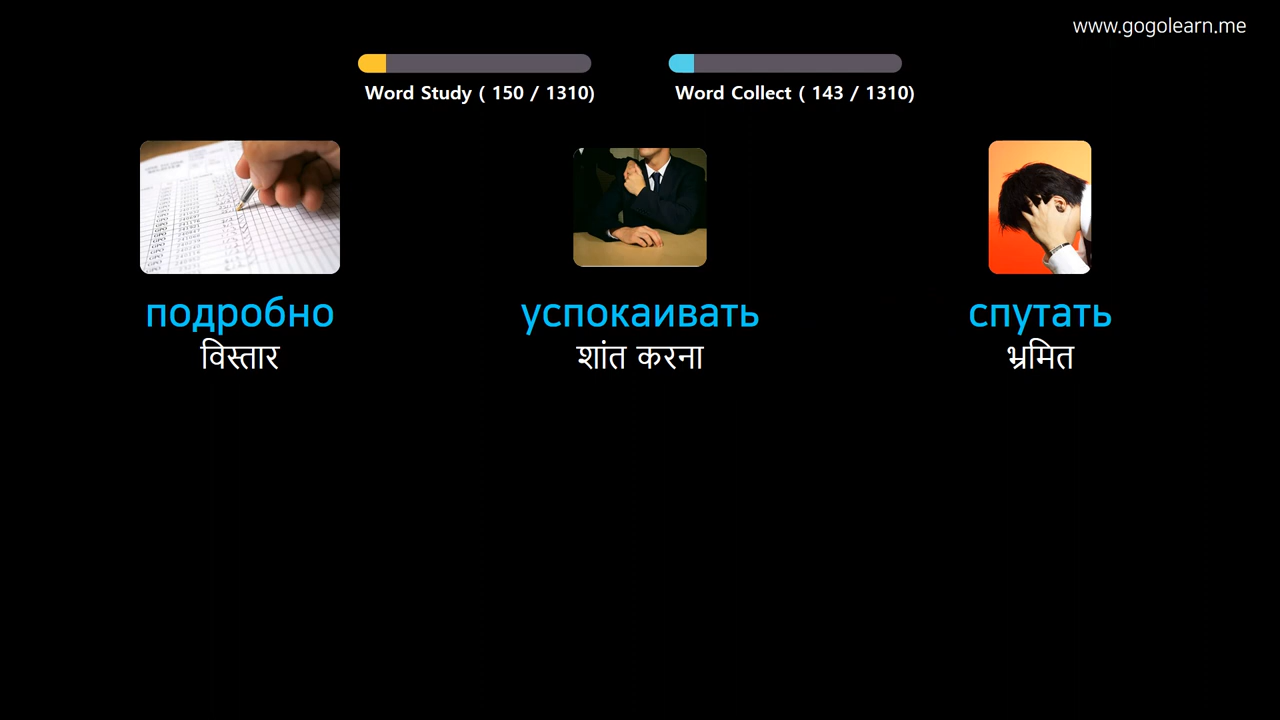 www.gogolearn.me
Word Study ( 150 / 1310)
Word Collect ( 143 / 1310)
подробно
успокаивать
спутать
विस्तार
शांत करना
भ्रमित